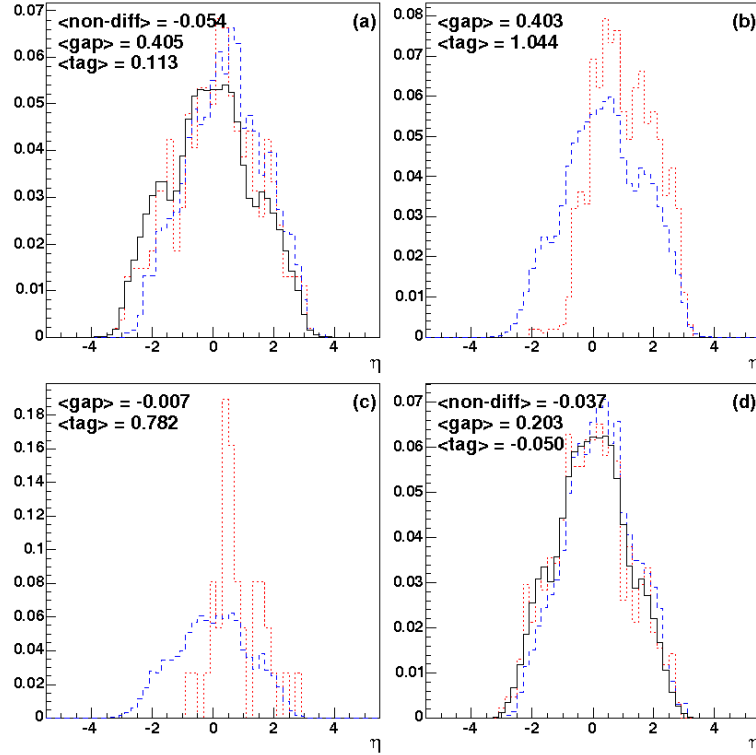 <non-diff> = -0.054
<gap> = 0.405
<tag> = 0.113
(a)
0.07
0.06
0.05
0.04
0.03
0.02
0.01
0
-4 -2 0 2 4
η
<gap> = 0.403
<tag> = 1.044
(b)
0.08
0.07
0.06
0.05
0.04
0.03
0.02
0.01
0
-4 -2 0 2 4
η
<gap> = -0.007
<tag> = 0.782
(c)
0.18
0.16
0.14
0.12
0.1
0.08
0.06
0.04
0.02
0
-4 -2 0 2 4
η
<non-diff> = -0.037
<gap> = 0.203
<tag> = -0.050
(d)
0.07
0.06
0.05
0.04
0.03
0.02
0.01
0
-4 -2 0 2 4
η